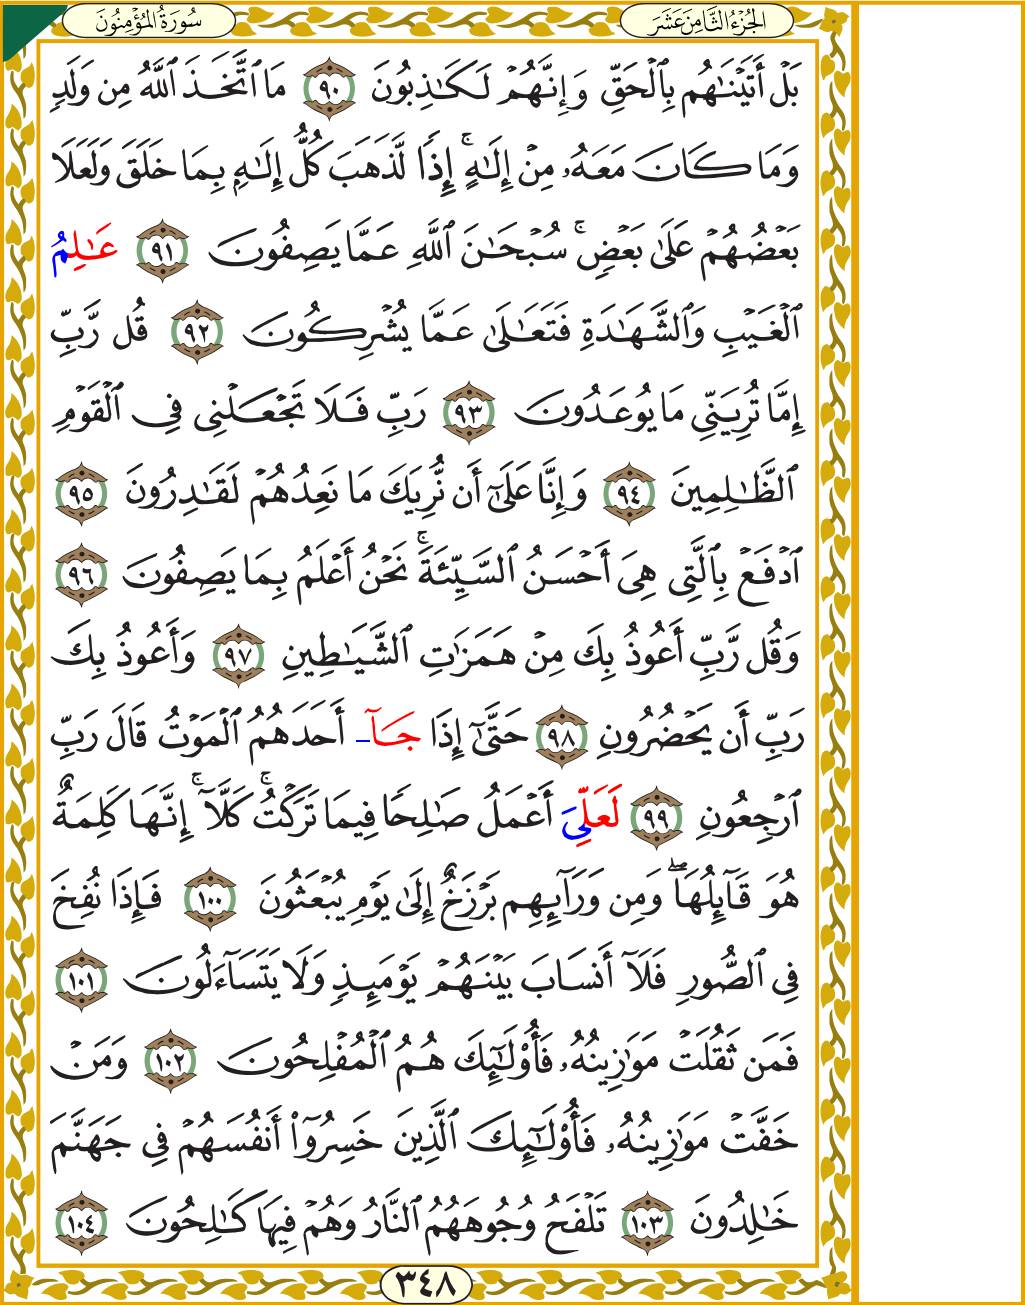 سُورَةُ المُؤْمِنُونَ
الجُزْءُ الثَّامِنَ عَشَرَ
بَلْ أَتَيْنَٰهُم بِٱلْحَقِّ وَإِنَّهُمْ لَكَٰذِبُونَ ٩٠ مَا ٱتَّخَذَ ٱللَّهُ مِن وَلَدٍ
وَمَا كَانَ مَعَهُۥ مِنْ إِلَٰهٍ ۚ إِذًا لَّذَهَبَ كُلُّ إِلَٰهٍۭ بِمَا خَلَقَ وَلَعَلَا
بَعْضُهُمْ عَلَىٰ بَعْضٍ ۚ سُبْحَٰنَ ٱللَّهِ عَمَّا يَصِفُونَ ٩١ عَٰلِمُ
ٱلْغَيْبِ وَٱلشَّهَٰدَةِ فَتَعَٰلَىٰ عَمَّا يُشْرِكُونَ ٩٢ قُل رَّبِّ
إِمَّا تُرِيَنِّي مَا يُوعَدُونَ ٩٣ رَبِّ فَلَا تَجْعَلْنِي فِي ٱلْقَوْمِ
ٱلظَّٰلِمِينَ ٩٤ وَإِنَّا عَلَىٰٓ أَن نُّرِيَكَ مَا نَعِدُهُمْ لَقَٰدِرُونَ ٩٥
ٱدْفَعْ بِٱلَّتِي هِيَ أَحْسَنُ ٱلسَّيِّئَةَ ۚ نَحْنُ أَعْلَمُ بِمَا يَصِفُونَ ٩٦
وَقُل رَّبِّ أَعُوذُ بِكَ مِنْ هَمَزَٰتِ ٱلشَّيَٰطِينِ ٩٧ وَأَعُوذُ بِكَ
رَبِّ أَن يَحْضُرُونِ ٩٨ حَتَّىٰٓ إِذَا جَآ أَحَدَهُمُ ٱلْمَوْتُ قَالَ رَبِّ
ٱرْجِعُونِ ٩٩ لَعَلِّيَ أَعْمَلُ صَٰلِحًا فِيمَا تَرَكْتُ ۚ كَلَّآ ۚ إِنَّهَا كَلِمَةٌ
هُوَ قَآئِلُهَا ۖ وَمِن وَرَآئِهِم بَرْزَخٌ إِلَىٰ يَوْمِ يُبْعَثُونَ ١٠٠ فَإِذَا نُفِخَ
فِي ٱلصُّورِ فَلَآ أَنسَابَ بَيْنَهُمْ يَوْمَئِذٍ وَلَا يَتَسَآءَلُونَ ١٠١
فَمَن ثَقُلَتْ مَوَٰزِينُهُۥ فَأُوْلَٰٓئِكَ هُمُ ٱلْمُفْلِحُونَ ١٠٢ وَمَنْ
خَفَّتْ مَوَٰزِينُهُۥ فَأُوْلَٰٓئِكَ ٱلَّذِينَ خَسِرُوٓاْ أَنفُسَهُمْ فِي جَهَنَّمَ
خَٰلِدُونَ ١٠٣ تَلْفَحُ وُجُوهَهُمُ ٱلنَّارُ وَهُمْ فِيهَا كَٰلِحُونَ ١٠٤
٣٤٨